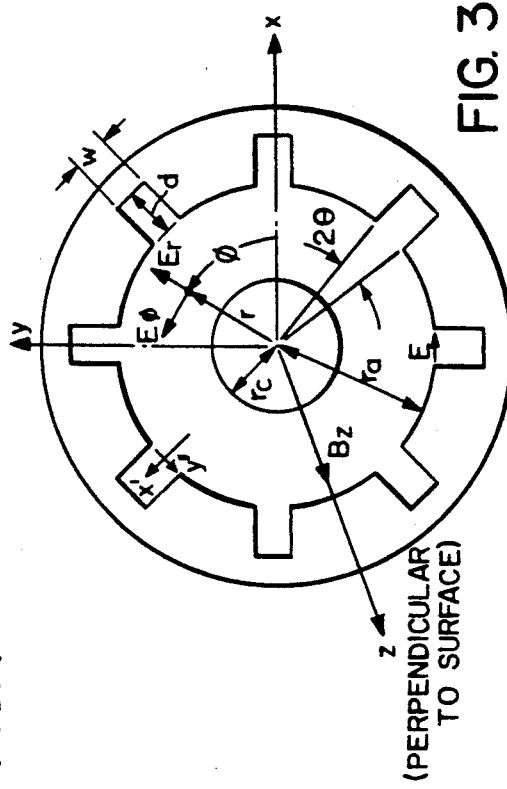 y
w
d
Er
Eφ
φ
r
x
rc
x'
y'
2θ
E
ra
Bz
z
(PERPENDICULAR
TO SURFACE)
FIG. 3